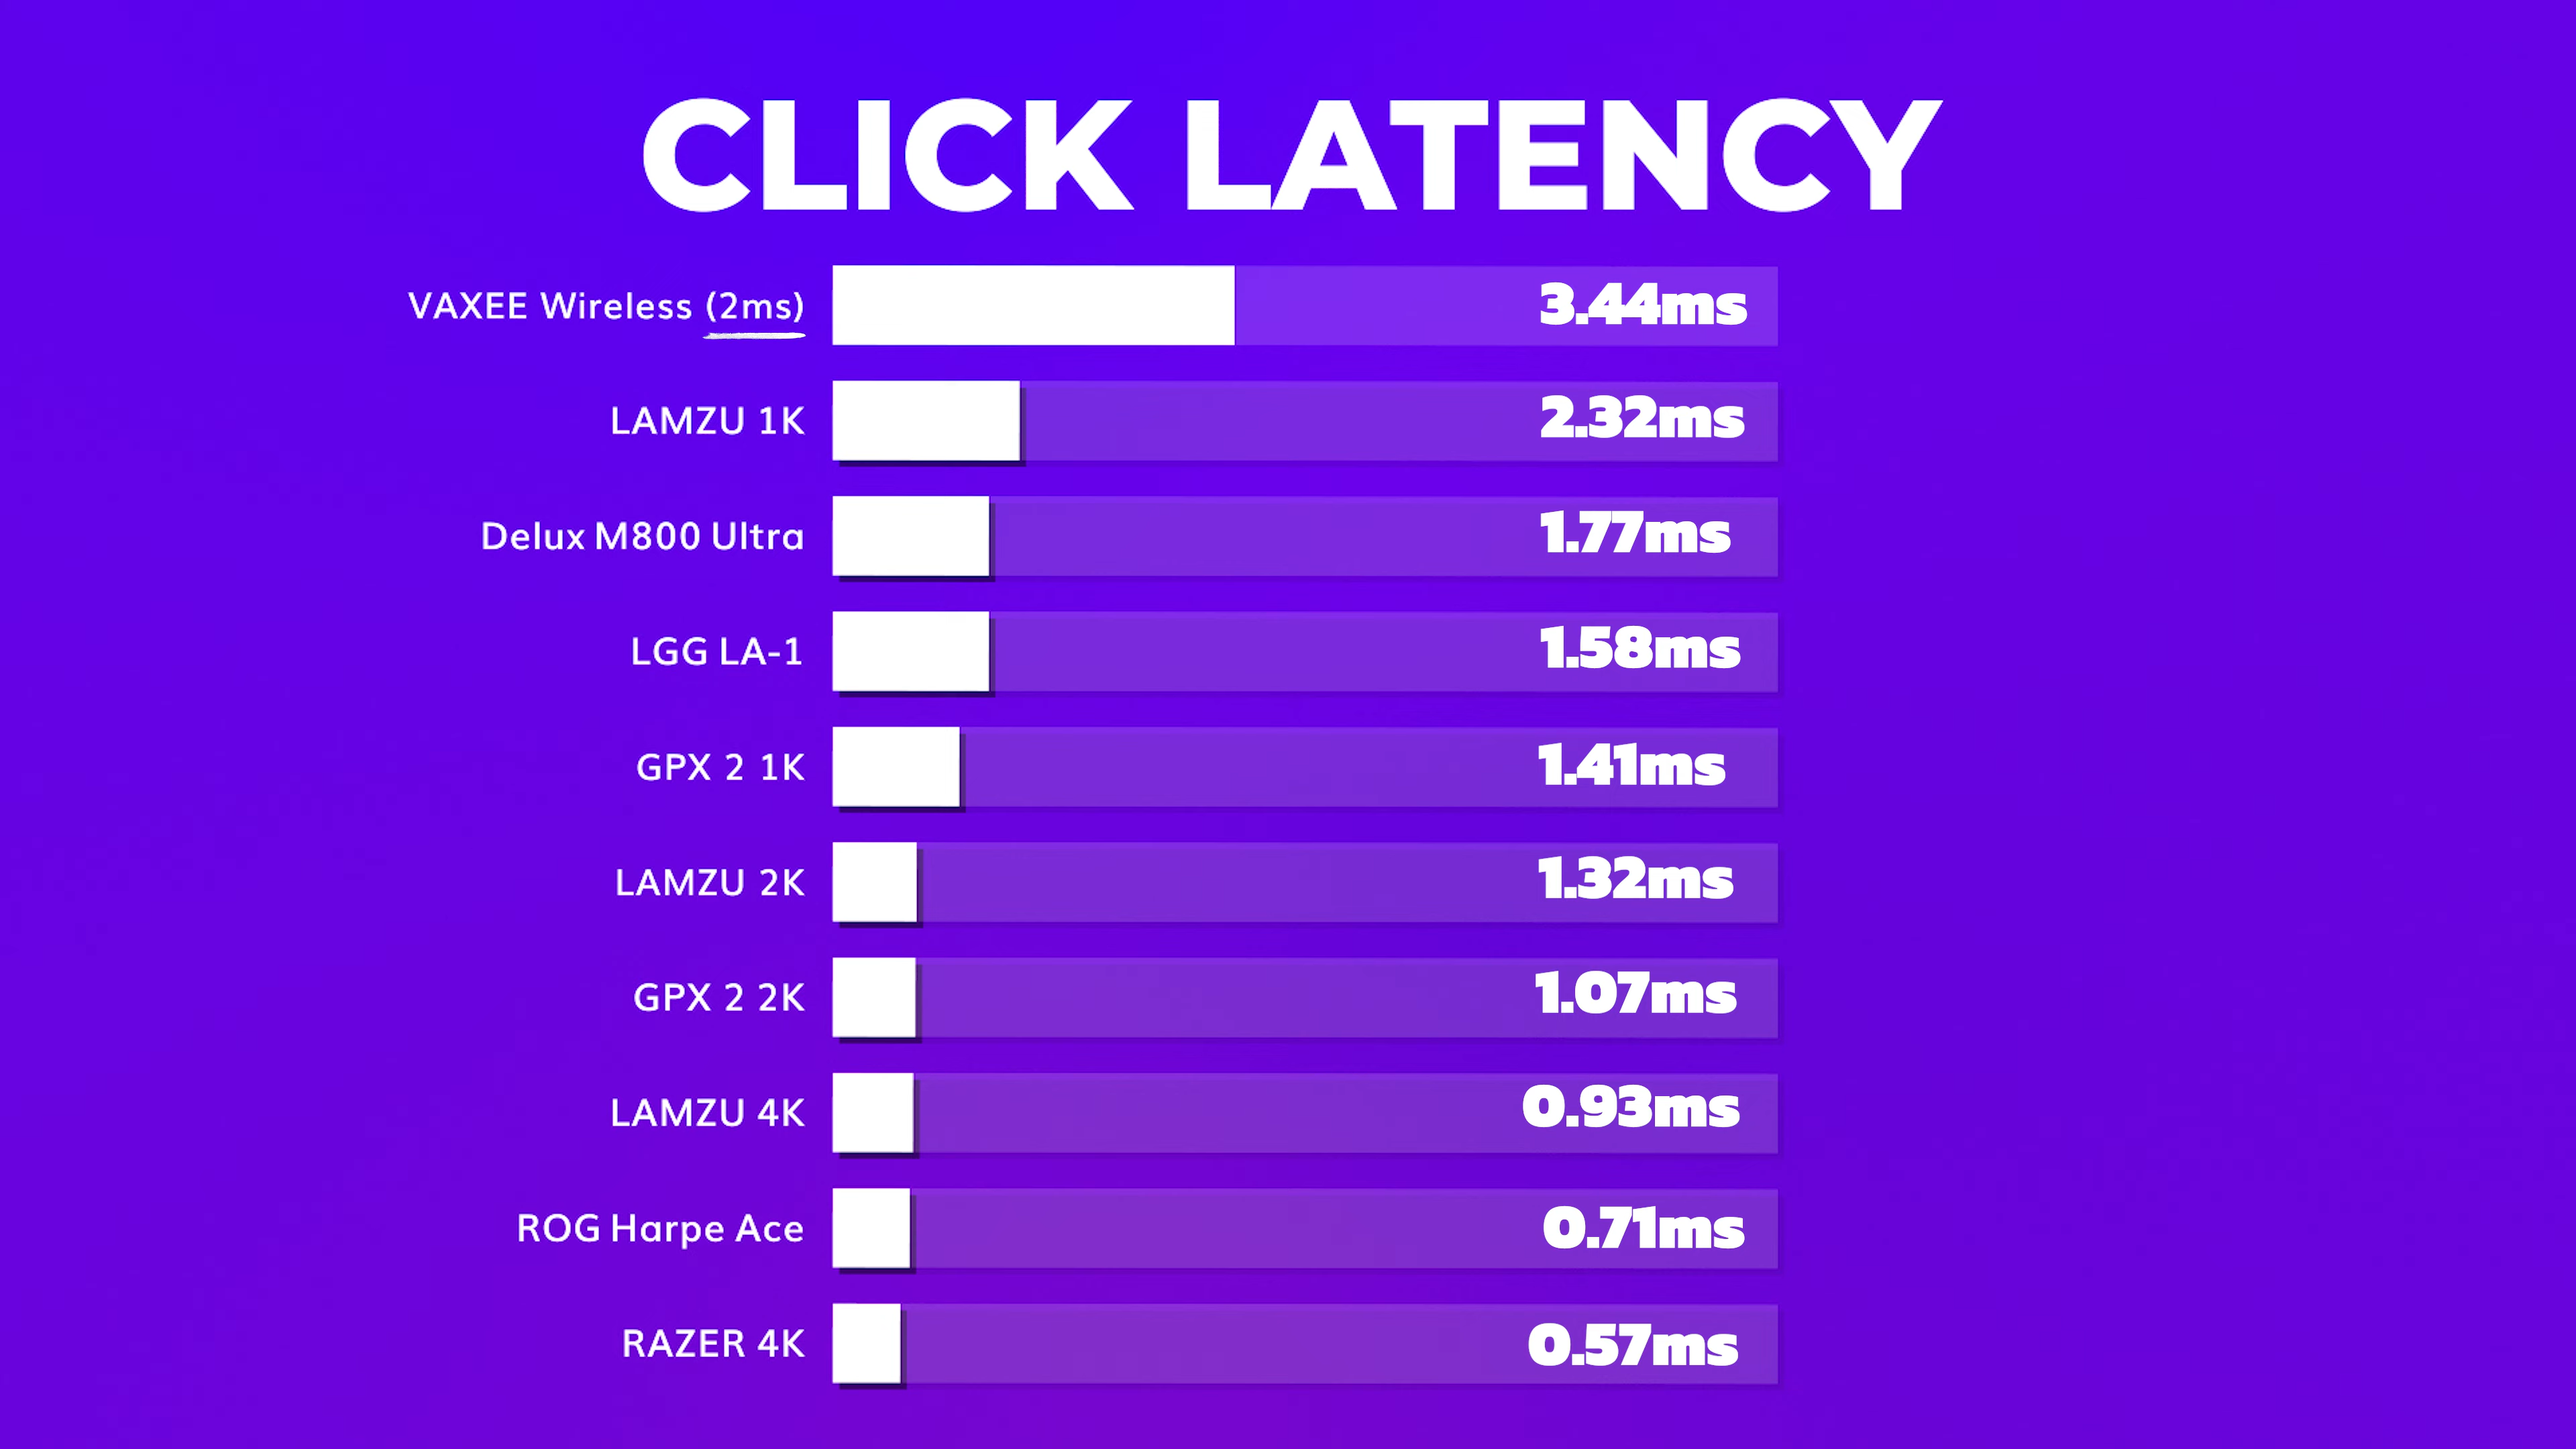 CLICK LATENCY
VAXEE Wireless (2ms) 3.44ms
LAMZU 1K 2.32ms
Delux M800 Ultra 1.77ms
LGG LA-1 1.58ms
GPX 2 1K 1.41ms
LAMZU 2K 1.32ms
GPX 2 2K 1.07ms
LAMZU 4K 0.93ms
ROG Harpe Ace 0.71ms
RAZER 4K 0.57ms